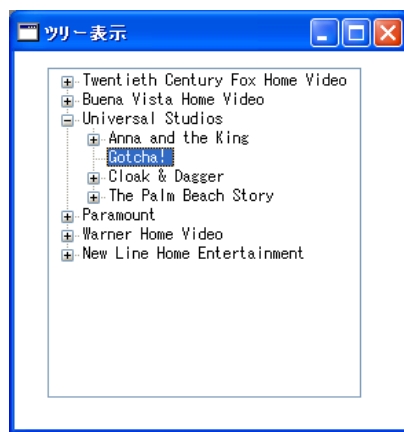 ツリー表示
Twentieth Century Fox Home Video
Buena Vista Home Video
Universal Studios
Anna and the King
Gotcha!
Cloak & Dagger
The Palm Beach Story
Paramount
Warner Home Video
New Line Home Entertainment